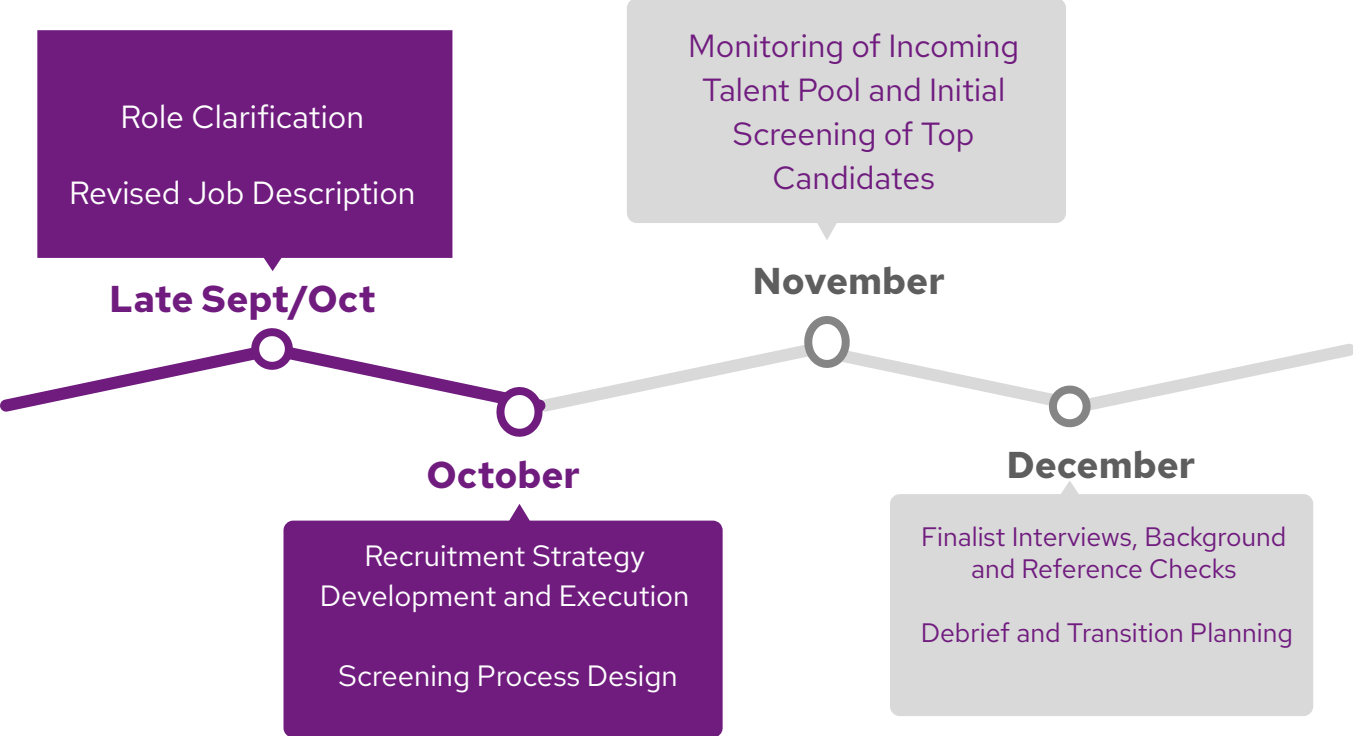 Role Clarification
Revised Job Description
Late Sept/Oct
October
Recruitment Strategy
Development and Execution
Screening Process Design
Monitoring of Incoming
Talent Pool and Initial
Screening of Top
Candidates
November
December
Finalist Interviews, Background
and Reference Checks
Debrief and Transition Planning